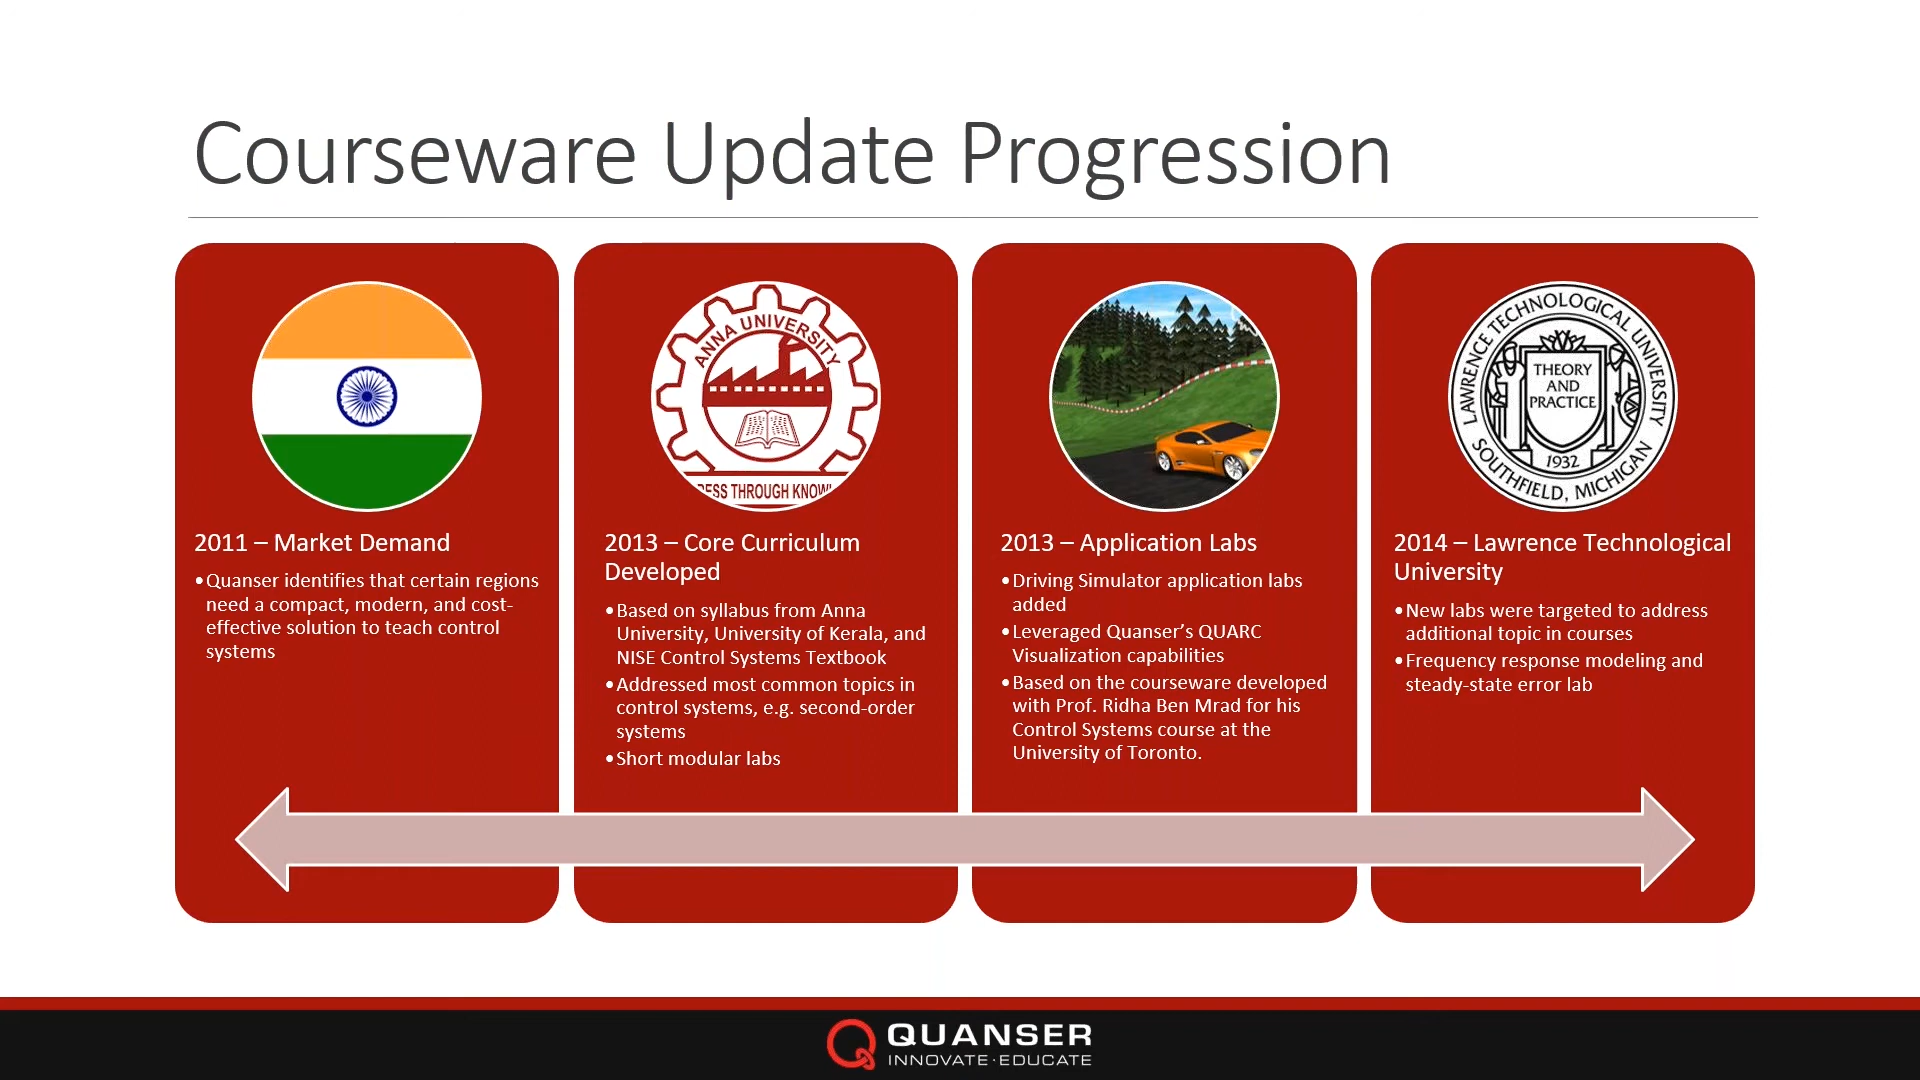 Courseware Update Progression
2011 – Market Demand
•Quanser identifies that certain regions
need a compact, modern, and cost-
effective solution to teach control
systems
ANNA UNIVERSITY
THROUGH
2013 – Core Curriculum
Developed
•Based on syllabus from Anna
University, University of Kerala, and
NISE Control Systems Textbook
•Addressed most common topics in
control systems, e.g. second-order
systems
•Short modular labs
2013 – Application Labs
•Driving Simulator application labs
added
•Leveraged Quanser’s QUARC
Visualization capabilities
•Based on the courseware developed
with Prof. Ridha Ben Mrad for his
Control Systems course at the
University of Toronto.
LAWRENCE TECHNOLOGICAL UNIVERSITY
THEORY
AND
PRACTICE
1932
SOUTHFIELD, MICHIGAN
2014 – Lawrence Technological
University
•New labs were targeted to address
additional topic in courses
•Frequency response modeling and
steady-state error lab
QUANSER
INNOVATE·EDUCATE